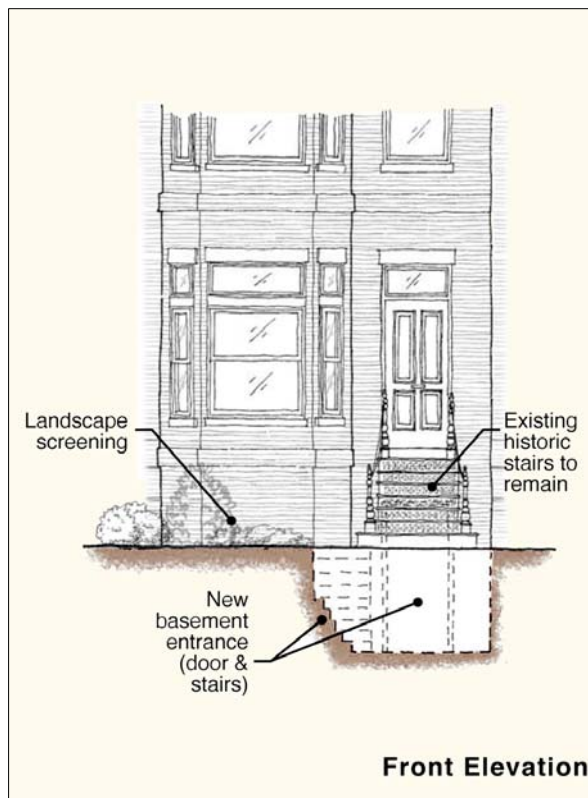 Landscape
screening
Existing
historic
stairs to
remain
New
basement
entrance
(door &
stairs)
Front Elevation